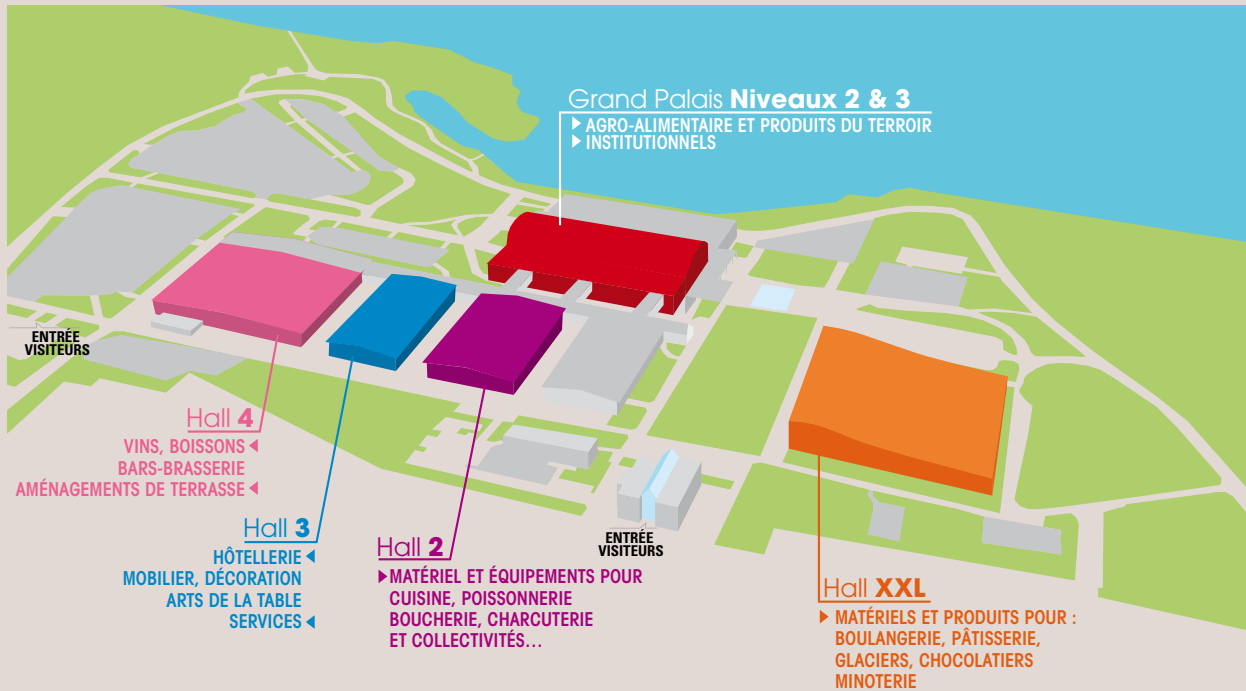 Grand Palais Niveaux 2 & 3
▶ AGRO-ALIMENTAIRE ET PRODUITS DU TERROIR
▶ INSTITUTIONNELS
ENTRÉE
VISITEURS
Hall 4
VINS, BOISSONS ◀
BARS-BRASSERIE
AMÉNAGEMENTS DE TERRASSE ◀
Hall 3
HÔTELLERIE ◀
MOBILIER, DÉCORATION
ARTS DE LA TABLE
SERVICES ◀
Hall 2
▶ MATÉRIEL ET ÉQUIPEMENTS POUR
CUISINE, POISSONNERIE
BOUCHERIE, CHARCUTERIE
ET COLLECTIVITÉS...
ENTRÉE
VISITEURS
Hall XXL
▶ MATÉRIELS ET PRODUITS POUR :
BOULANGERIE, PÂTISSERIE,
GLACIERS, CHOCOLATIERS
MINOTERIE